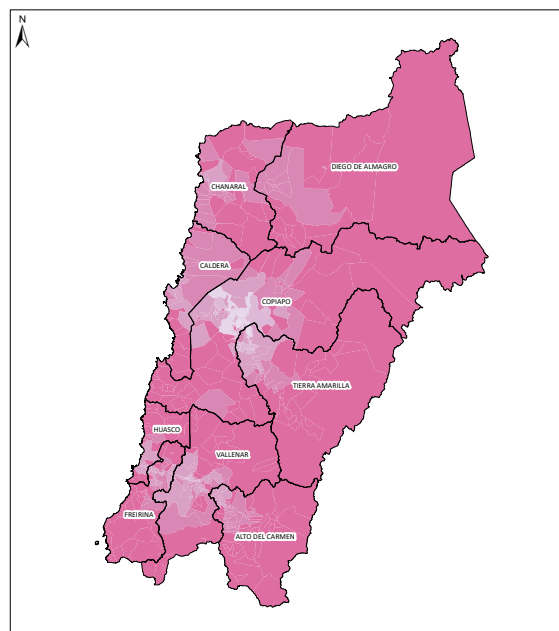 N
DIEGO DE ALMAGRO
CHANARAL
CALDERA
COPIAPO
TIERRA AMARILLA
HUASCO
VALLENAR
FREIRINA
ALTO DEL CARMEN